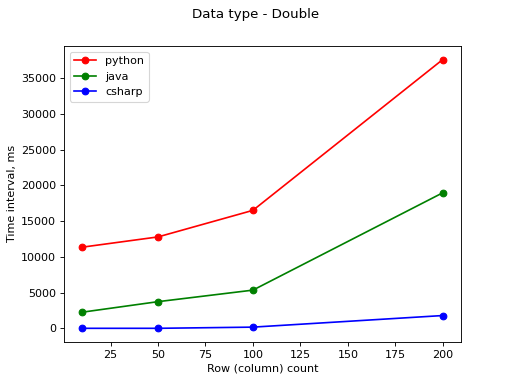 Data type - Double
python
java
csharp
35000
30000
25000
20000
15000
10000
5000
0
Time interval, ms
25 50 75 100 125 150 175 200
Row (column) count